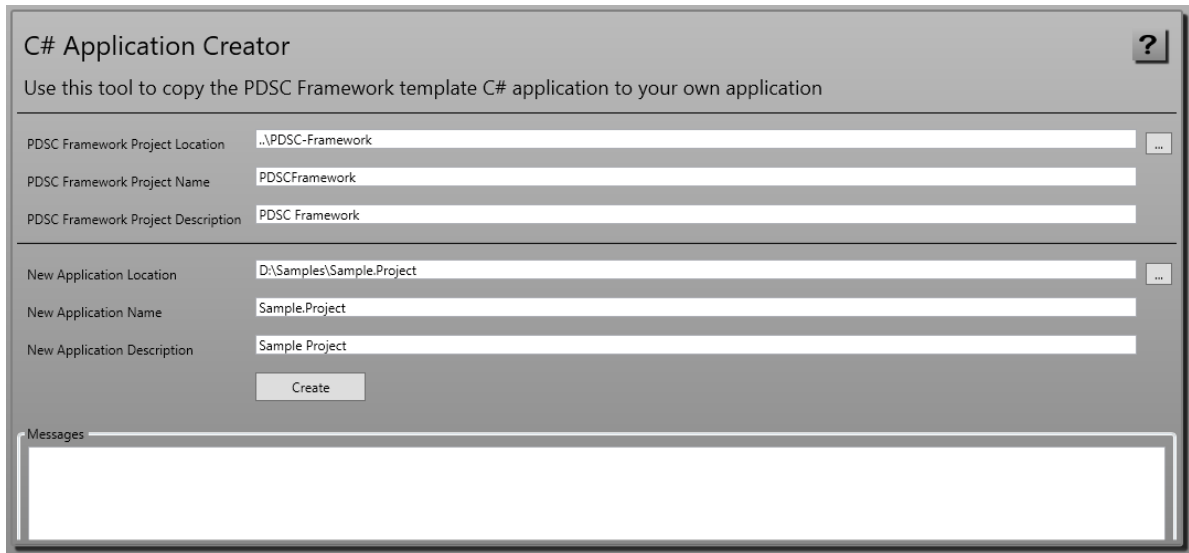 C# Application Creator
?
Use this tool to copy the PDSC Framework template C# application to your own application
PDSC Framework Project Location ..\PDSC-Framework ...
PDSC Framework Project Name PDSCFramework
PDSC Framework Project Description PDSC Framework
New Application Location D:\Samples\Sample.Project ...
New Application Name Sample.Project
New Application Description Sample Project
Create
Messages